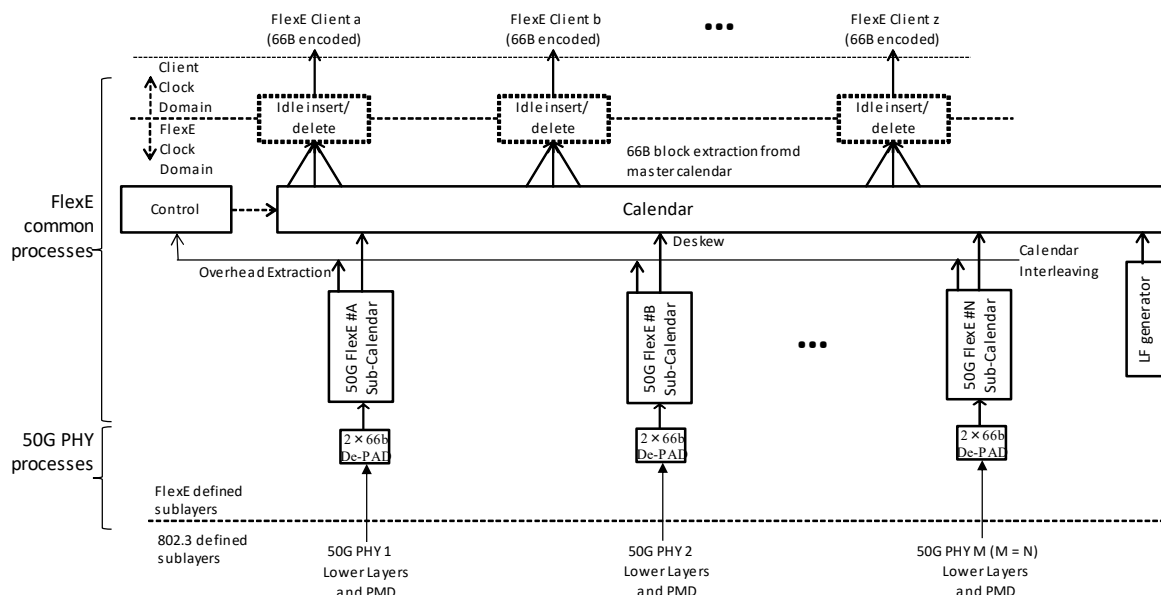 FlexE Client a
(66B encoded)
FlexE Client b
(66B encoded)
FlexE Client z
(66B encoded)
Client
Clock
Domain
FlexE
Clock
Domain
Idle insert/
delete
Idle insert/
delete
Idle insert/
delete
66B block extraction fromd
master calendar
FlexE
common
processes
Control
Calendar
Deskew
Overhead Extraction
Calendar
Interleaving
50G FlexE #A
Sub-Calendar
50G FlexE #B
Sub-Calendar
50G FlexE #N
Sub-Calendar
LF generator
50G PHY
processes
2 × 66b
De-PAD
2 × 66b
De-PAD
2 × 66b
De-PAD
FlexE defined
sublayers
802.3 defined
sublayers
50G PHY 1
Lower Layers
and PMD
50G PHY 2
Lower Layers
and PMD
50G PHY M (M = N)
Lower Layers
and PMD